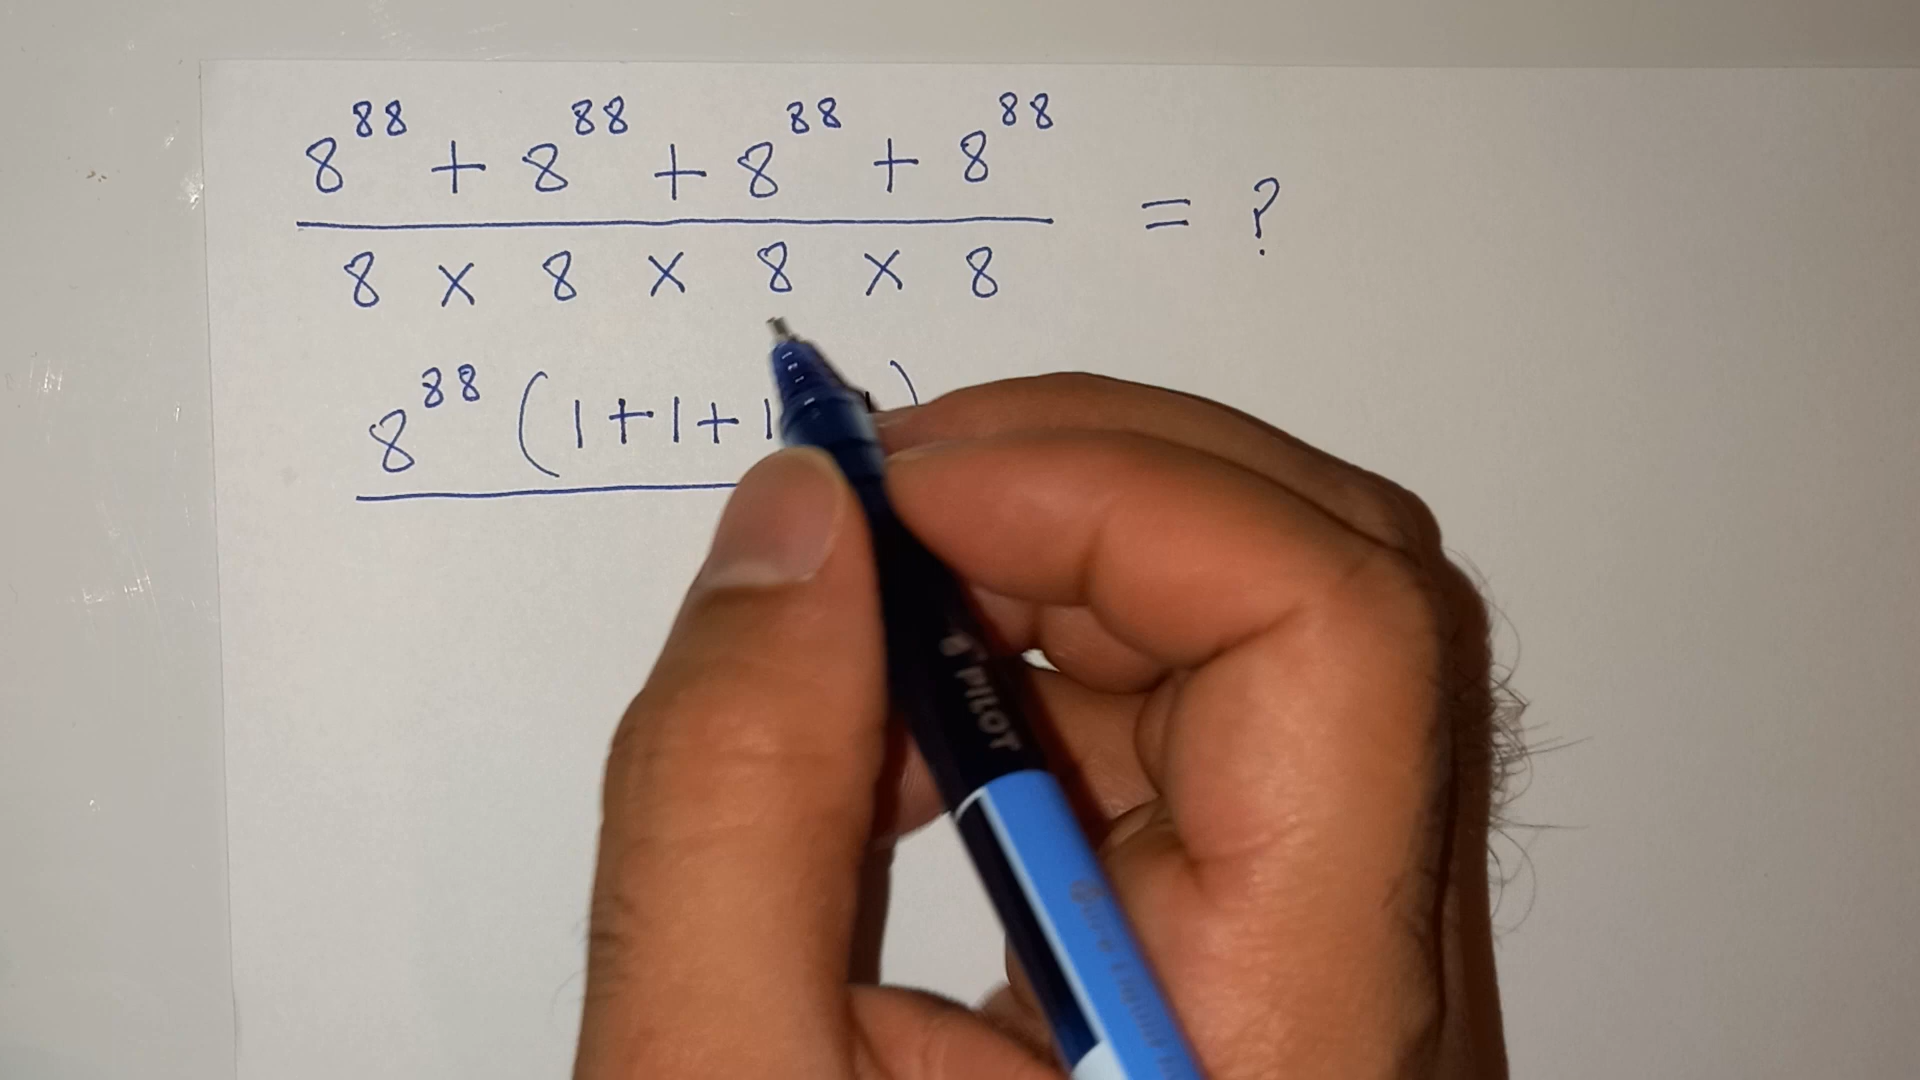 8^88 + 8^88 + 8^88 + 8^88
8 × 8 × 8 × 8
= ?
8^88 (1+1+1 )
PILOT